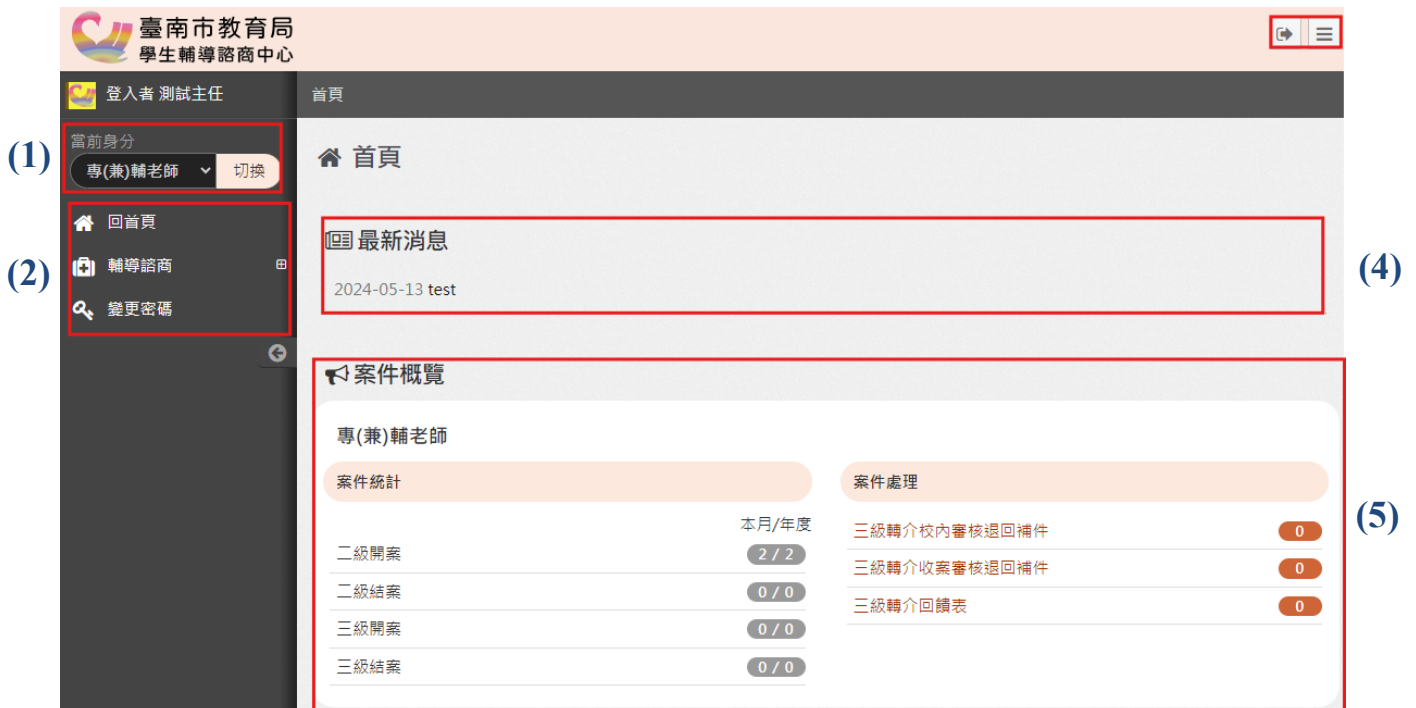 臺南市教育局
學生輔導諮商中心
登入者 測試主任
首頁
(1)
當前身分
專(兼)輔老師 切換
(2)
回首頁
輔導諮商
變更密碼
首頁
最新消息
2024-05-13 test
(4)
案件概覽
專(兼)輔老師
案件統計
本月/年度
二級開案 2 / 2
二級結案 0 / 0
三級開案 0 / 0
三級結案 0 / 0
案件處理
三級轉介校內審核退回補件 0
三級轉介收案審核退回補件 0
三級轉介回饋表 0
(5)